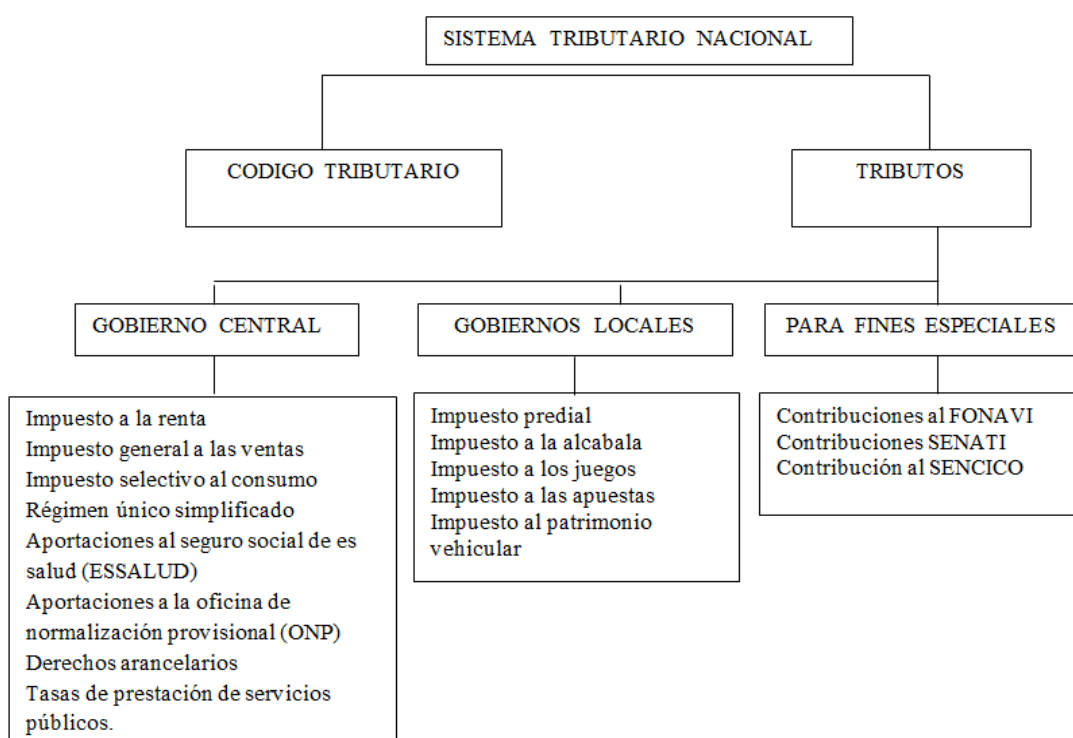 SISTEMA TRIBUTARIO NACIONAL
CODIGO TRIBUTARIO
TRIBUTOS
GOBIERNO CENTRAL
GOBIERNOS LOCALES
PARA FINES ESPECIALES
Impuesto a la renta
Impuesto general a las ventas
Impuesto selectivo al consumo
Régimen único simplificado
Aportaciones al seguro social de es
salud (ESSALUD)
Aportaciones a la oficina de
normalización provisional (ONP)
Derechos arancelarios
Tasas de prestación de servicios
públicos.
Impuesto predial
Impuesto a la alcabala
Impuesto a los juegos
Impuesto a las apuestas
Impuesto al patrimonio
vehicular
Contribuciones al FONAVI
Contribuciones SENATI
Contribución al SENCICO